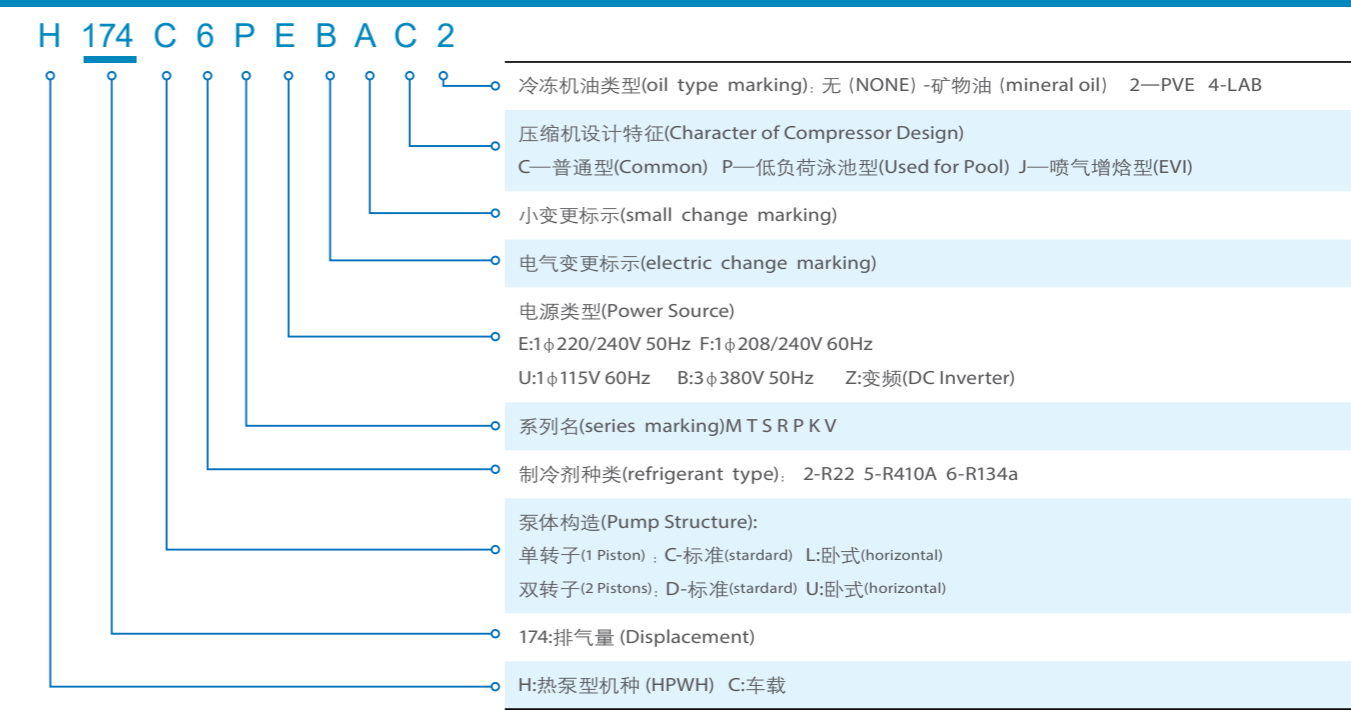 H 174 C 6 P E B A C 2
冷冻机油类型(oil type marking): 无 (NONE) -矿物油 (mineral oil) 2—PVE 4-LAB
压缩机设计特征(Character of Compressor Design)
C—普通型(Common) P—低负荷泳池型(Used for Pool) J—喷气增焓型(EVI)
小变更标示(small change marking)
电气变更标示(electric change marking)
电源类型(Power Source)
E:1ϕ220/240V 50Hz F:1ϕ208/240V 60Hz
U:1ϕ115V 60Hz B:3ϕ380V 50Hz Z:变频(DC Inverter)
系列名(series marking)M T S R P K V
制冷剂种类(refrigerant type): 2-R22 5-R410A 6-R134a
泵体构造(Pump Structure):
单转子(1 Piston) : C-标准(stardard) L:卧式(horizontal)
双转子(2 Pistons): D-标准(stardard) U:卧式(horizontal)
174:排气量 (Displacement)
H:热泵型机种 (HPWH) C:车载